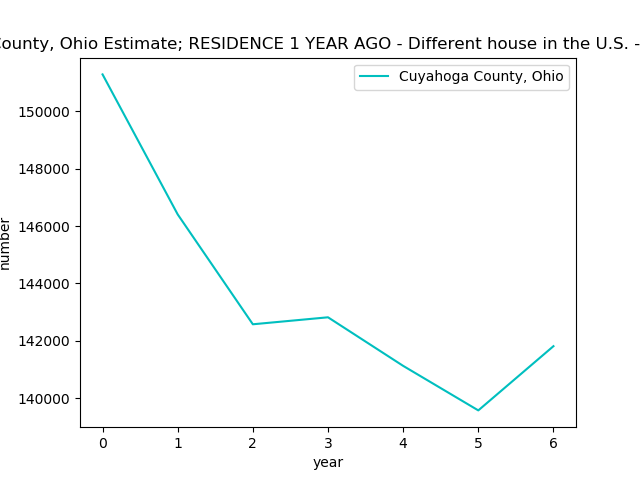 County, Ohio Estimate; RESIDENCE 1 YEAR AGO - Different house in the U.S. -
Cuyahoga County, Ohio
150000
148000
146000
144000
142000
140000
number
0 1 2 3 4 5 6
year